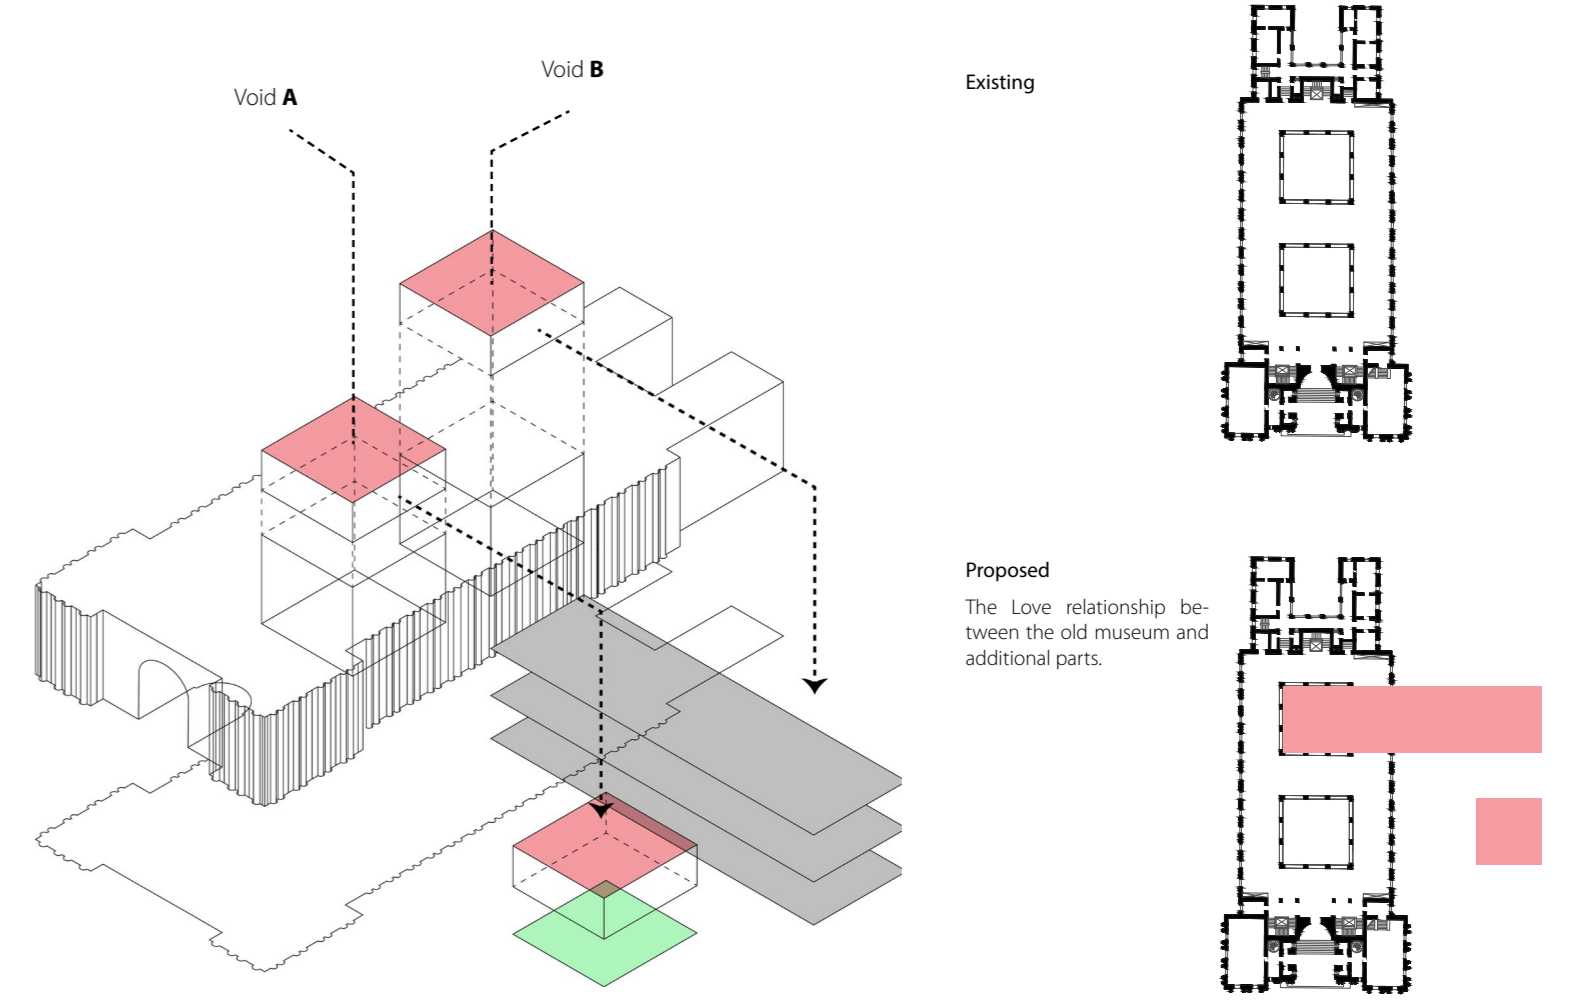 Void B
Void A
Existing
Proposed
The Love relationship be-
tween the old museum and
additional parts.